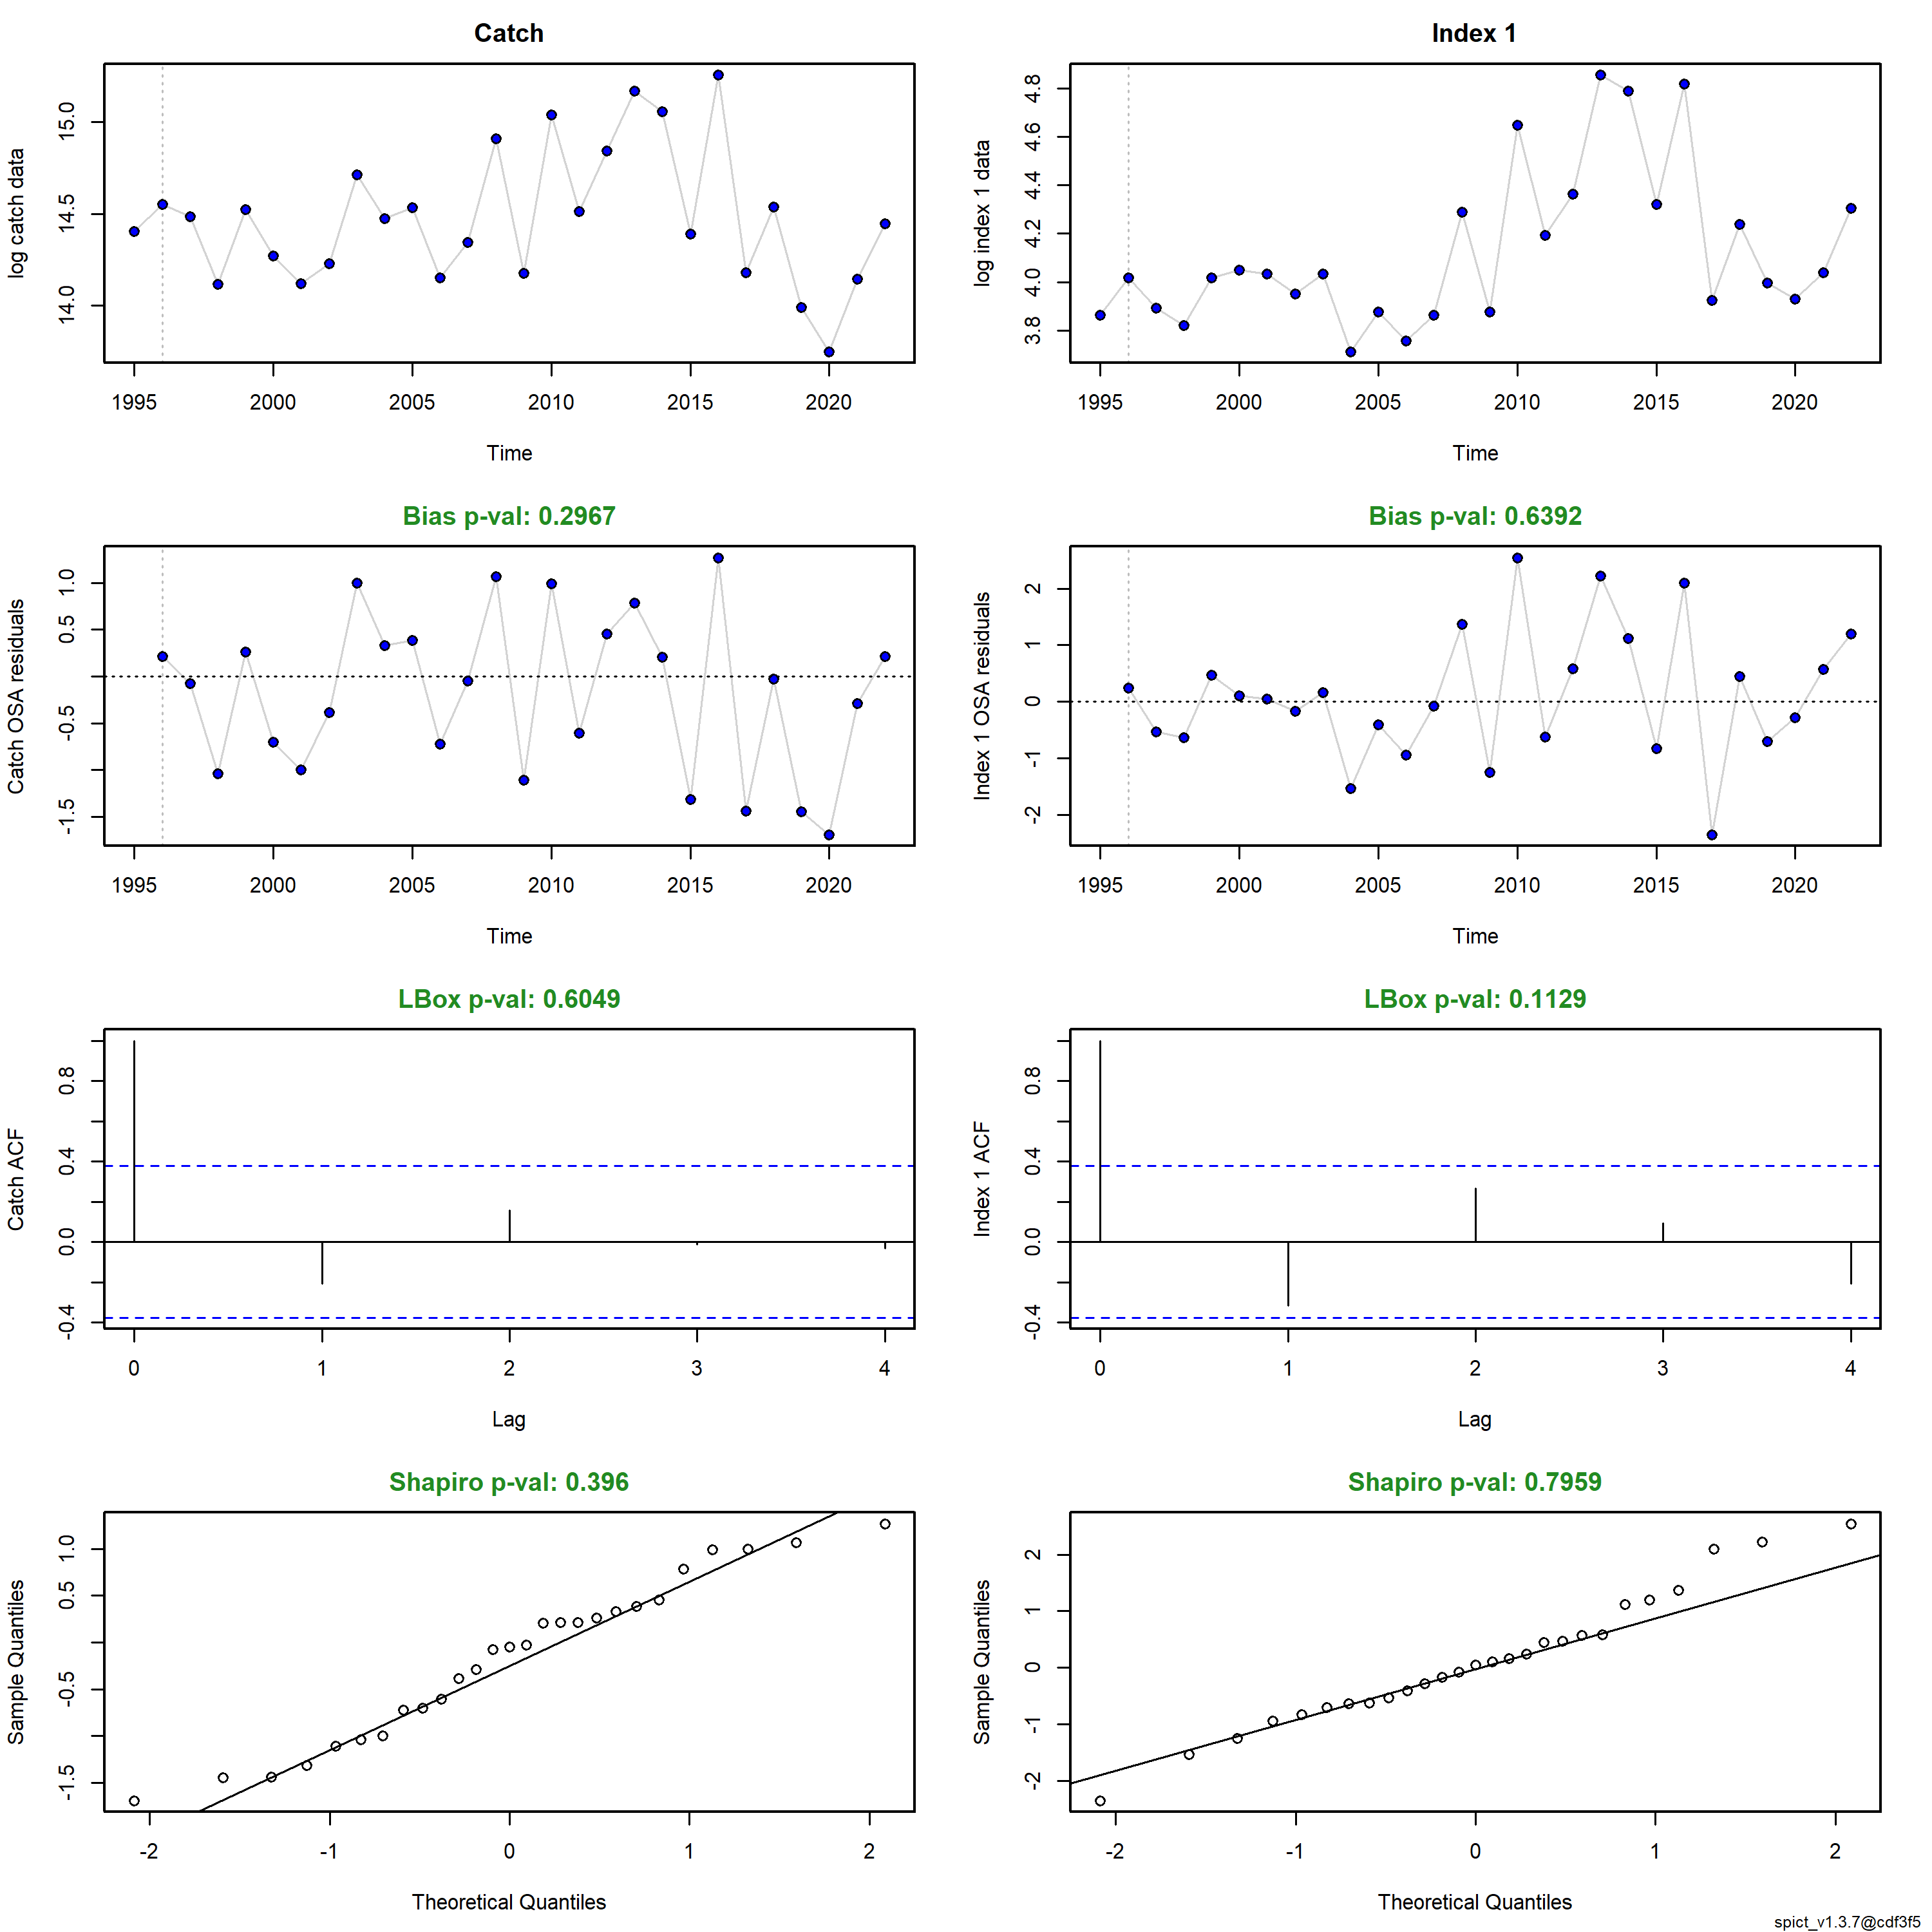 Catch
log catch data
14.0 14.5 15.0
1995 2000 2005 2010 2015 2020
Time
Index 1
log index 1 data
3.8 4.0 4.2 4.4 4.6 4.8
1995 2000 2005 2010 2015 2020
Time
Bias p-val: 0.2967
Catch OSA residuals
-1.5 -0.5 0.5 1.0
1995 2000 2005 2010 2015 2020
Time
Bias p-val: 0.6392
Index 1 OSA residuals
-2 -1 0 1 2
1995 2000 2005 2010 2015 2020
Time
LBox p-val: 0.6049
Catch ACF
-0.4 0.0 0.4 0.8
0 1 2 3 4
Lag
LBox p-val: 0.1129
Index 1 ACF
-0.4 0.0 0.4 0.8
0 1 2 3 4
Lag
Shapiro p-val: 0.396
Sample Quantiles
-1.5 -0.5 0.5 1.0
-2 -1 0 1 2
Theoretical Quantiles
Shapiro p-val: 0.7959
Sample Quantiles
-2 -1 0 1 2
-2 -1 0 1 2
Theoretical Quantiles
spict_v1.3.7@cdf3f5